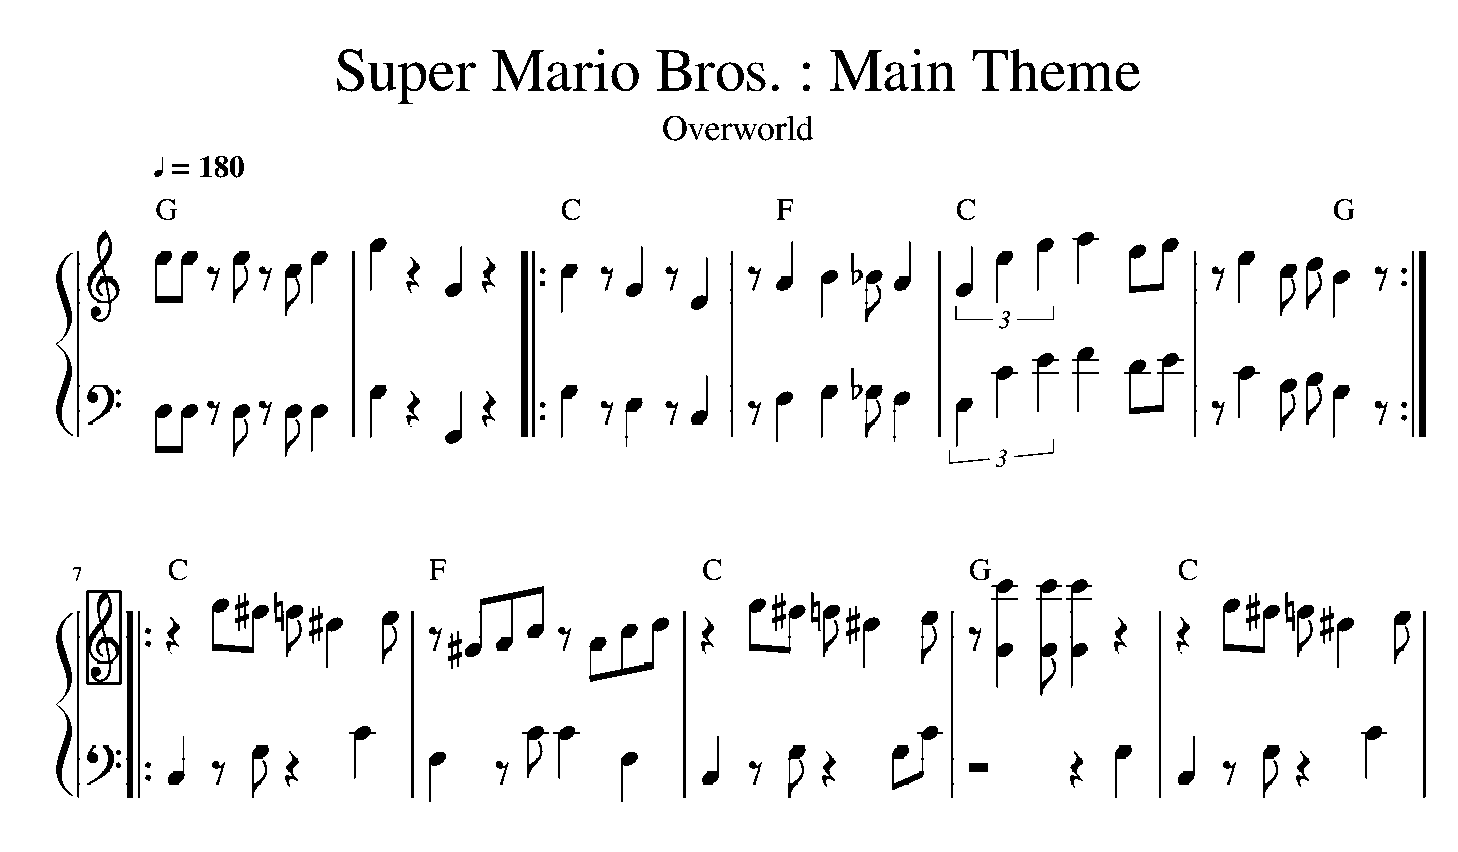 Super Mario Bros. : Main Theme
Overworld
♩ = 180
G C F C G
3
3
7
C F C G C